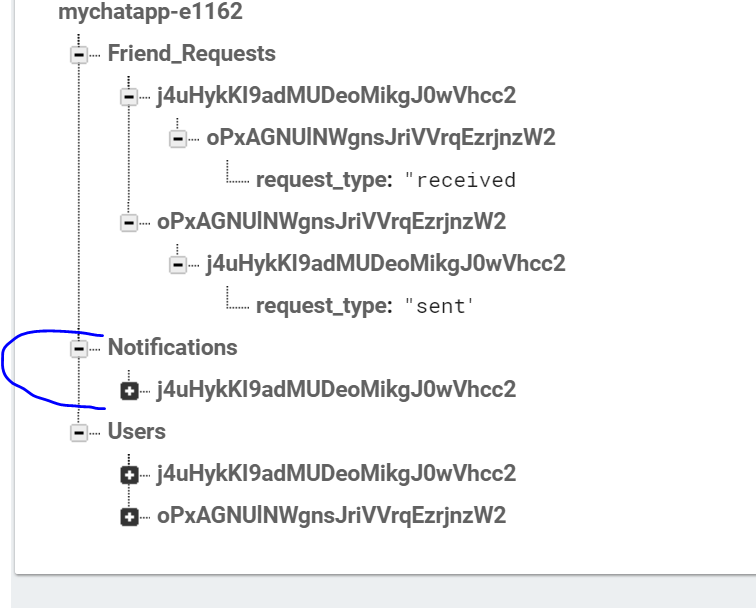 mychatapp-e1162
Friend_Requests
j4uHykKI9adMUDeoMikgJ0wVhcc2
oPxAGNUlNWgnsJriVVrqEzrjnzW2
request_type: "received
oPxAGNUlNWgnsJriVVrqEzrjnzW2
j4uHykKI9adMUDeoMikgJ0wVhcc2
request_type: "sent'
Notifications
j4uHykKI9adMUDeoMikgJ0wVhcc2
Users
j4uHykKI9adMUDeoMikgJ0wVhcc2
oPxAGNUlNWgnsJriVVrqEzrjnzW2